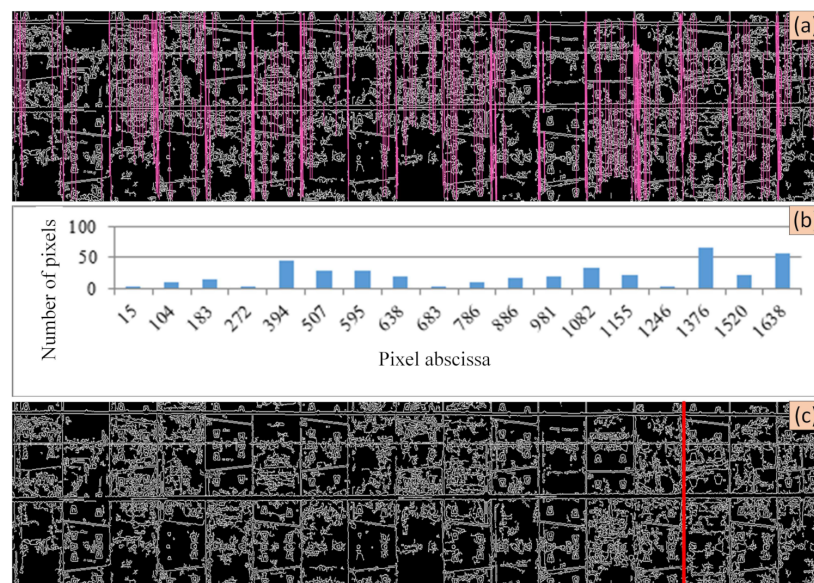 (a)
(b)
Number of pixels
100
50
0
15 104 183 272 394 507 595 638 683 786 886 981 1082 1155 1246 1376 1520 1638
Pixel abscissa
(c)